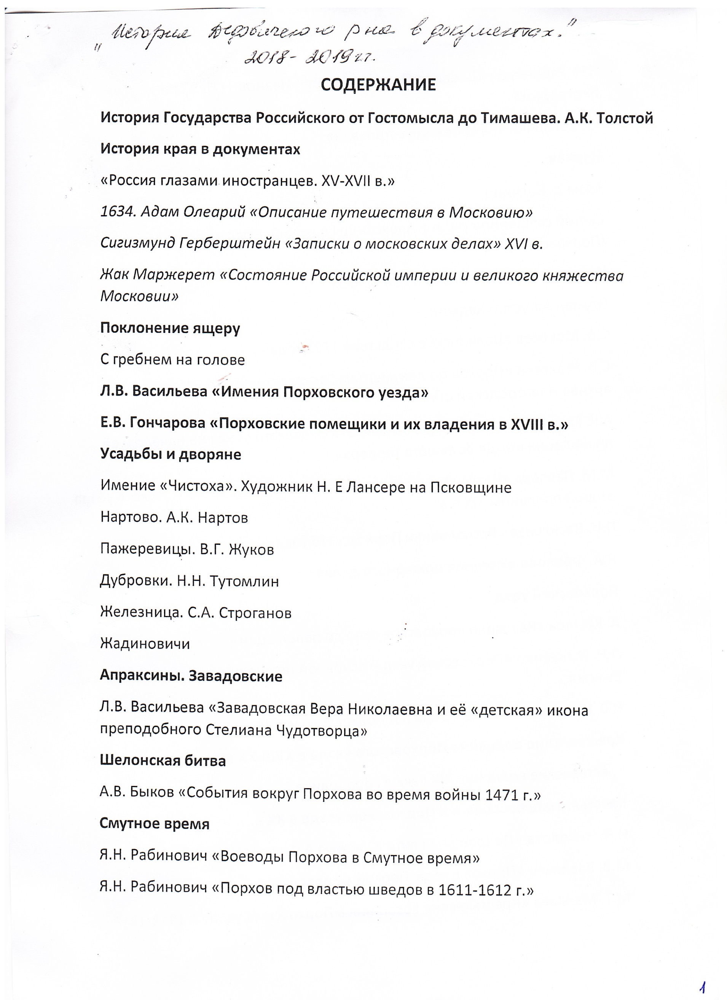 „История Дедовичского р на в документах."
2018- 2019 гг.
СОДЕРЖАНИЕ
История Государства Российского от Гостомысла до Тимашева. А.К. Толстой
История края в документах
«Россия глазами иностранцев. XV-XVII в.»
1634. Адам Олеарий «Описание путешествия в Московию»
Сигизмунд Герберштейн «Записки о московских делах» XVI в.
Жак Маржерет «Состояние Российской империи и великого княжества
Московии»
Поклонение ящеру
С гребнем на голове
Л.В. Васильева «Имения Порховского уезда»
Е.В. Гончарова «Порховские помещики и их владения в XVIII в.»
Усадьбы и дворяне
Имение «Чистоха». Художник Н. Е Лансере на Псковщине
Нартово. А.К. Нартов
Пажеревицы. В.Г. Жуков
Дубровки. Н.Н. Тутомлин
Железница. С.А. Строганов
Жадиновичи
Апраксины. Завадовские
Л.В. Васильева «Завадовская Вера Николаевна и её «детская» икона
преподобного Стелиана Чудотворца»
Шелонская битва
А.В. Быков «События вокруг Порхова во время войны 1471 г.»
Смутное время
Я.Н. Рабинович «Воеводы Порхова в Смутное время»
Я.Н. Рабинович «Порхов под властью шведов в 1611-1612 г.»
1